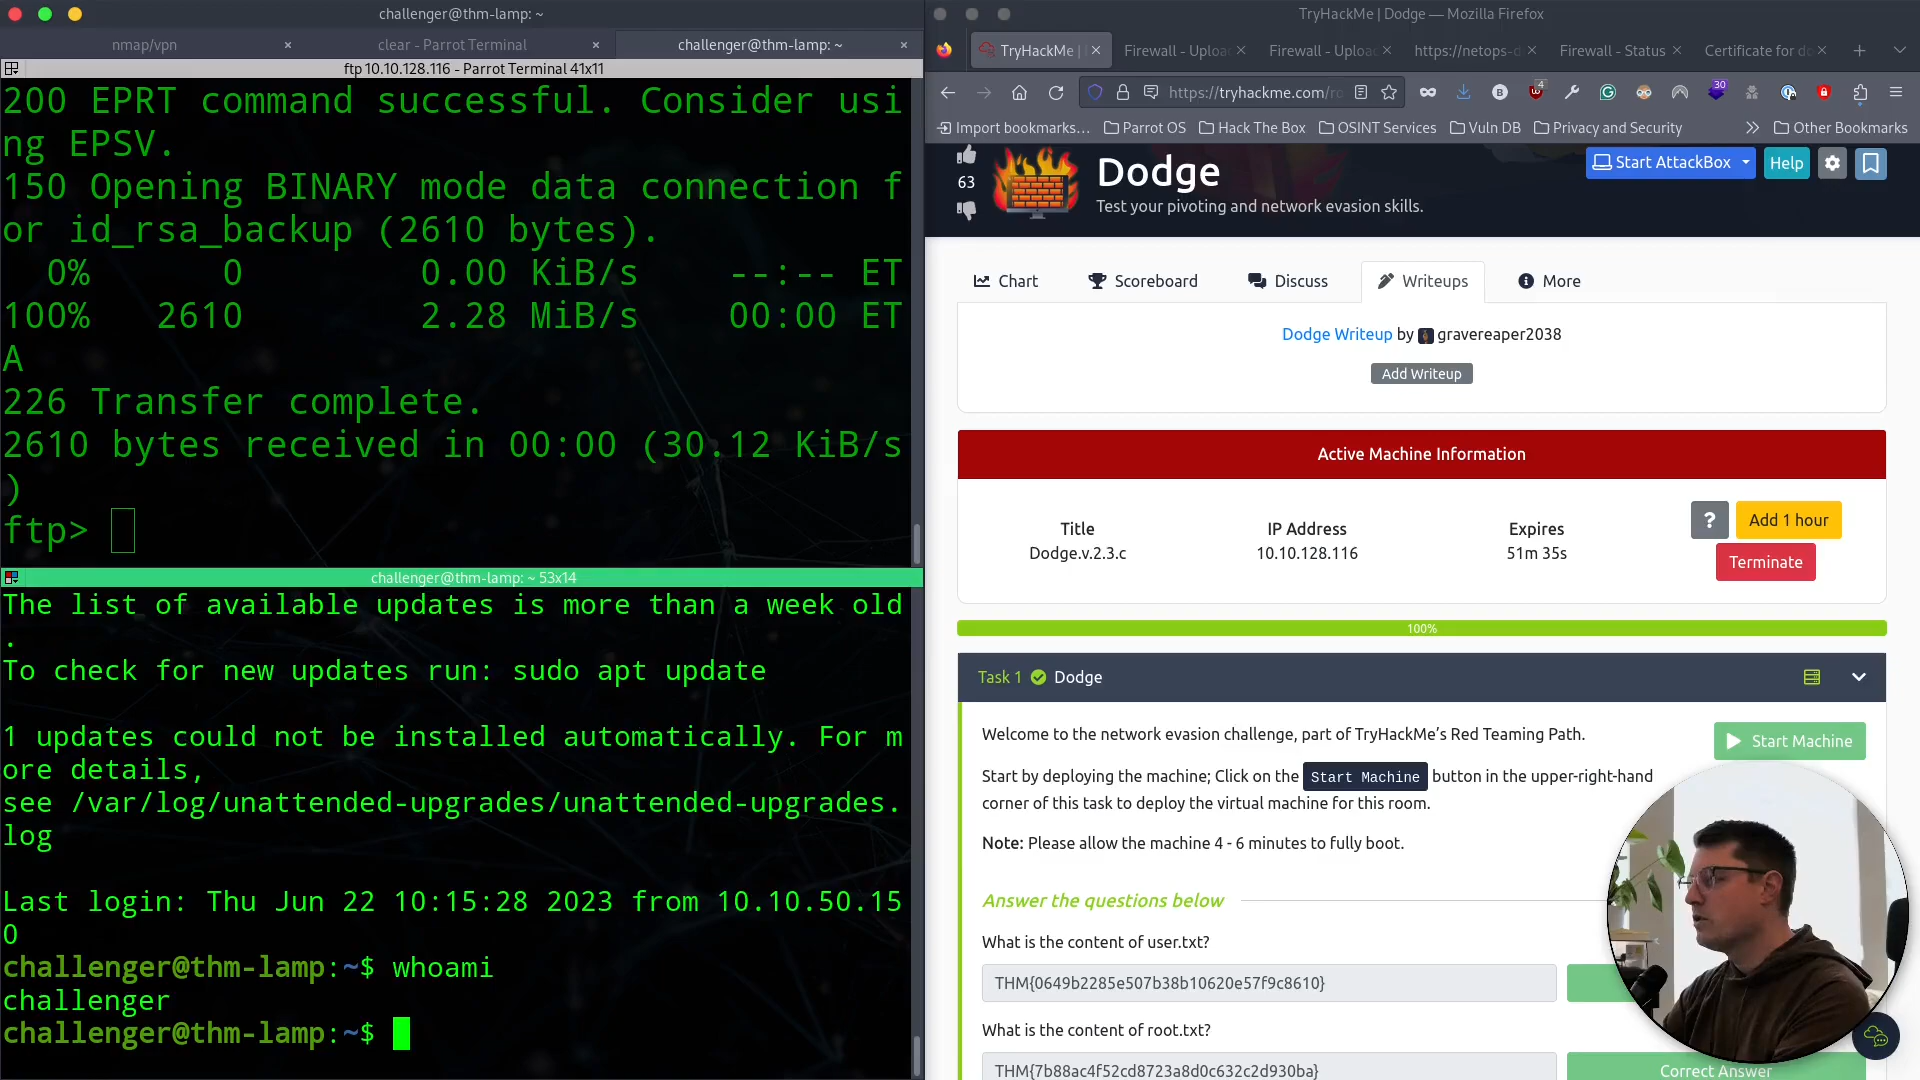 challenger@thm-lamp: ~
nmap/vpn
clear - Parrot Terminal
challenger@thm-lamp: ~
ftp 10.10.128.116 - Parrot Terminal 41x11
200 EPRT command successful. Consider usi
ng EPSV.
150 Opening BINARY mode data connection f
or id_rsa_backup (2610 bytes).
0% 0 0.00 KiB/s --:-- ET
100% 2610 2.28 MiB/s 00:00 ET
A
226 Transfer complete.
2610 bytes received in 00:00 (30.12 KiB/s
)
ftp>
challenger@thm-lamp: ~ 53x14
The list of available updates is more than a week old
.
To check for new updates run: sudo apt update
1 updates could not be installed automatically. For m
ore details,
see /var/log/unattended-upgrades/unattended-upgrades.
log
Last login: Thu Jun 22 10:15:28 2023 from 10.10.50.15
0
challenger@thm-lamp:~$ whoami
challenger
challenger@thm-lamp:~$
TryHackMe | Dodge — Mozilla Firefox
TryHackMe |
Firewall - Uploa
Firewall - Uploa
https://netops-d
Firewall - Status
Certificate for do
https://tryhackme.com/ro
4
30
Import bookmarks…
Parrot OS
Hack The Box
OSINT Services
Vuln DB
Privacy and Security
Other Bookmarks
63
Dodge
Test your pivoting and network evasion skills.
Start AttackBox
Help
Chart
Scoreboard
Discuss
Writeups
More
Dodge Writeup by gravereaper2038
Add Writeup
Active Machine Information
Title
Dodge.v.2.3.c
IP Address
10.10.128.116
Expires
51m 35s
?
Add 1 hour
Terminate
100%
Task 1
Dodge
Welcome to the network evasion challenge, part of TryHackMe's Red Teaming Path.
Start Machine
Start by deploying the machine; Click on the Start Machine button in the upper-right-hand
corner of this task to deploy the virtual machine for this room.
Note: Please allow the machine 4 - 6 minutes to fully boot.
Answer the questions below
What is the content of user.txt?
THM{0649b2285e507b38b10620e57f9c8610}
What is the content of root.txt?
THM{7b88ac4f52cd8723a8d0c632c2d930ba}
Correct Answer